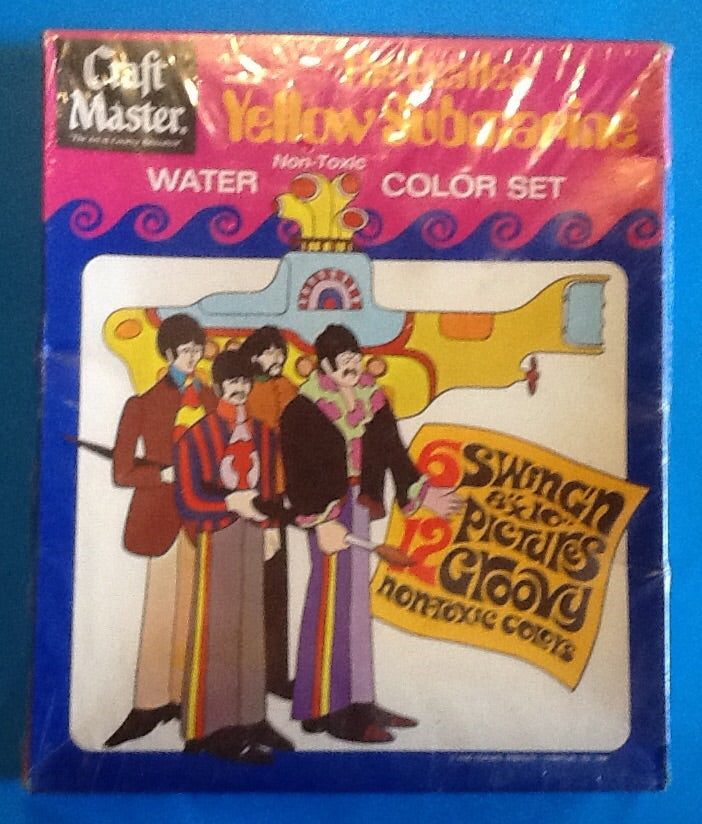 Craft
Master.
The Beatles
Yellow Submarine
Non-Toxic
WATER COLOR SET
6 SWING'N
8"x10"
PICTURES
12 GROOVY
NON-TOXIC COLORS